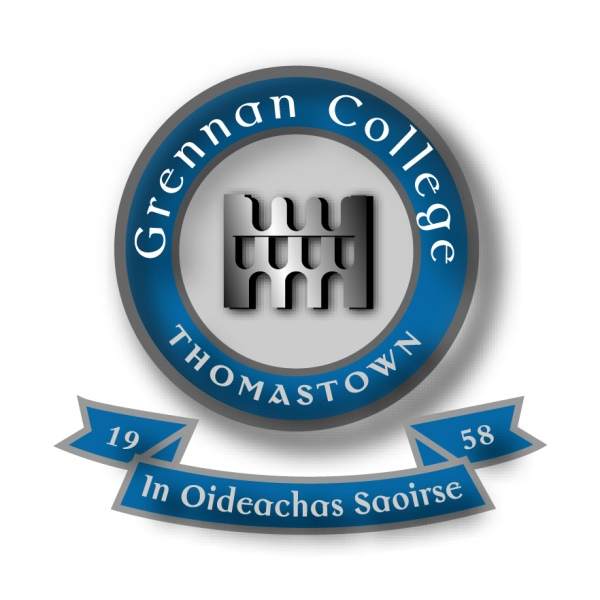 Grennan College
THOMASTOWN
19 58
In Oideachas Saoirse